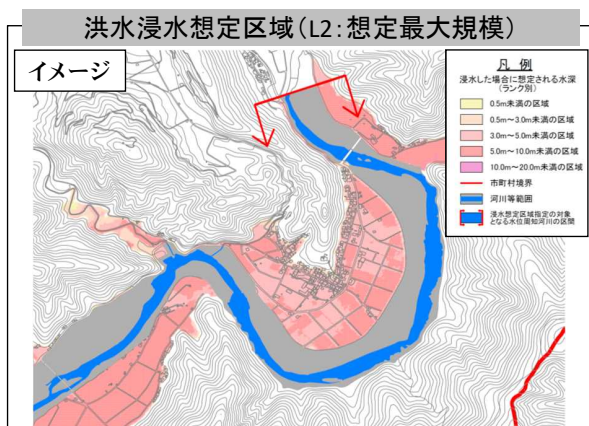 洪水浸水想定区域(L2:想定最大規模)
イメージ
凡 例
浸水した場合に想定される水深
(ランク別)
0.5m未満の区域
0.5m～3.0m未満の区域
3.0m～5.0m未満の区域
5.0m～10.0m未満の区域
10.0m～20.0m未満の区域
市町村境界
河川等範囲
浸水想定区域指定の対象
となる水位周知河川の区間